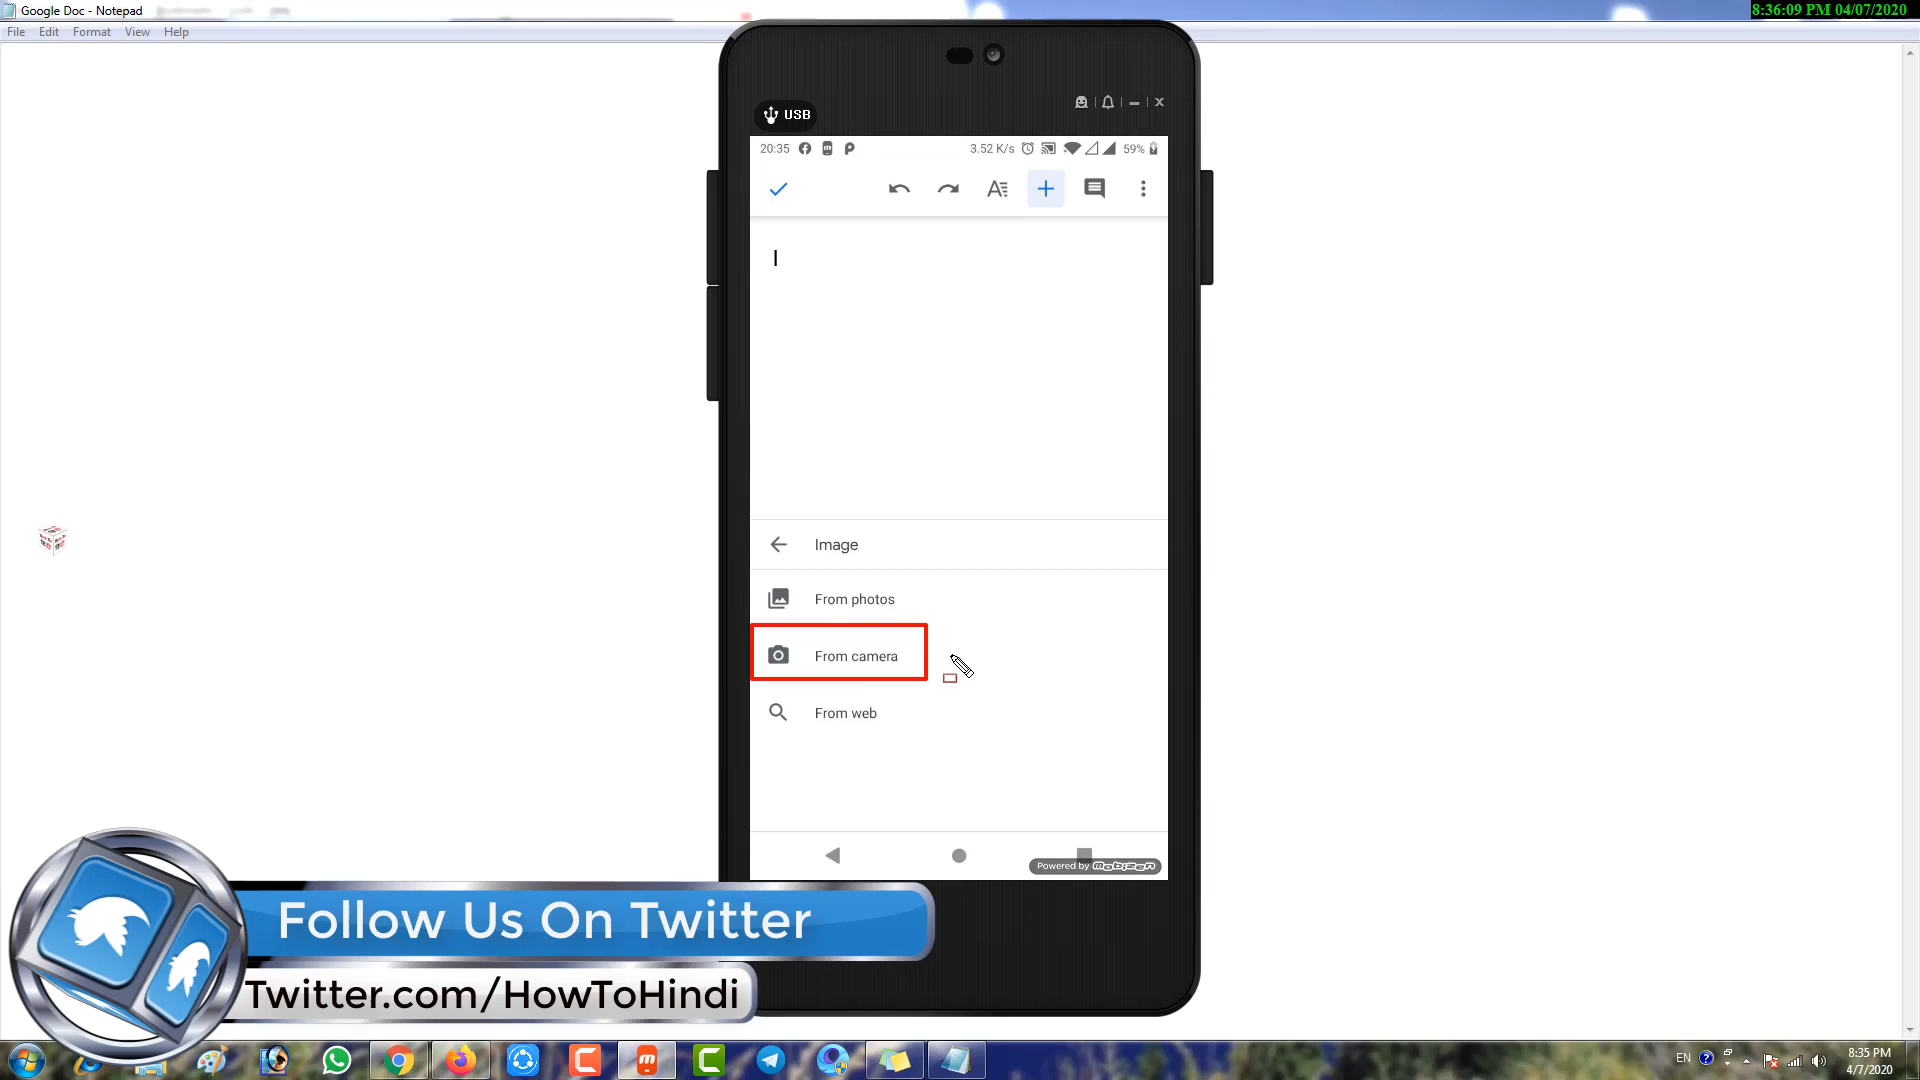 Google Doc - Notepad
8:36:09 PM 04/07/2020
File Edit Format View Help
USB
20:35
3.52 K/s
59%
Image
From photos
From camera
From web
Powered by mobizen
Follow Us On Twitter
Twitter.com/HowToHindi
EN
8:35 PM
4/7/2020